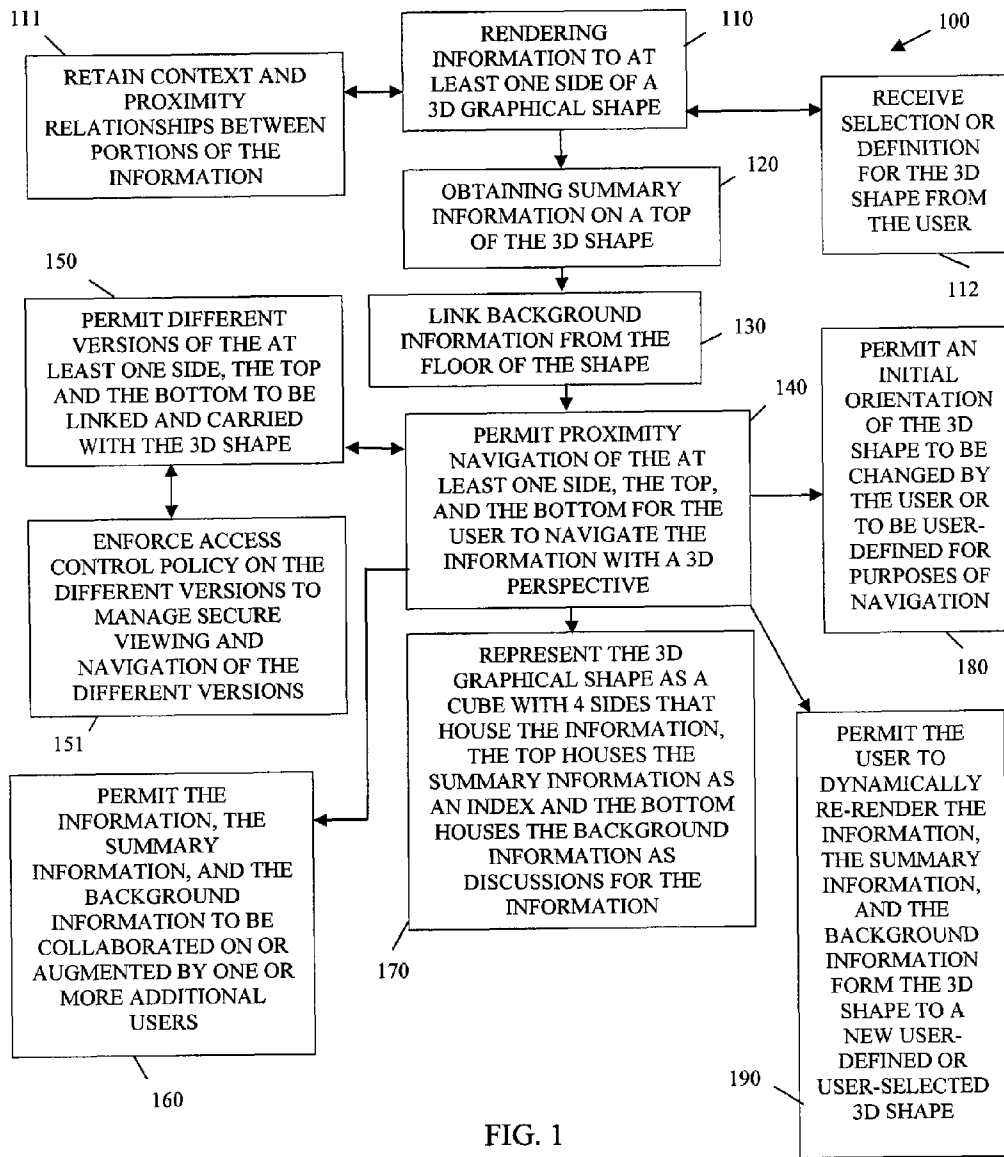 111
RETAIN CONTEXT AND
PROXIMITY
RELATIONSHIPS BETWEEN
PORTIONS OF THE
INFORMATION
110
RENDERING
INFORMATION TO AT
LEAST ONE SIDE OF A
3D GRAPHICAL SHAPE
100
RECEIVE
SELECTION OR
DEFINITION
FOR THE 3D
SHAPE FROM
THE USER
112
120
OBTAINING SUMMARY
INFORMATION ON A TOP
OF THE 3D SHAPE
150
PERMIT DIFFERENT
VERSIONS OF THE AT
LEAST ONE SIDE, THE TOP
AND THE BOTTOM TO BE
LINKED AND CARRIED
WITH THE 3D SHAPE
LINK BACKGROUND
INFORMATION FROM THE
FLOOR OF THE SHAPE
130
140
PERMIT PROXIMITY
NAVIGATION OF THE AT
LEAST ONE SIDE, THE TOP,
AND THE BOTTOM FOR THE
USER TO NAVIGATE THE
INFORMATION WITH A 3D
PERSPECTIVE
PERMIT AN
INITIAL
ORIENTATION
OF THE 3D
SHAPE TO BE
CHANGED BY
THE USER OR
TO BE USER-
DEFINED FOR
PURPOSES OF
NAVIGATION
180
ENFORCE ACCESS
CONTROL POLICY ON THE
DIFFERENT VERSIONS TO
MANAGE SECURE
VIEWING AND
NAVIGATION OF THE
DIFFERENT VERSIONS
151
REPRESENT THE 3D
GRAPHICAL SHAPE AS A
CUBE WITH 4 SIDES THAT
HOUSE THE INFORMATION,
THE TOP HOUSES THE
SUMMARY INFORMATION AS
AN INDEX AND THE BOTTOM
HOUSES THE BACKGROUND
INFORMATION AS
DISCUSSIONS FOR THE
INFORMATION
170
PERMIT THE
INFORMATION, THE
SUMMARY
INFORMATION, AND THE
BACKGROUND
INFORMATION TO BE
COLLABORATED ON OR
AUGMENTED BY ONE OR
MORE ADDITIONAL
USERS
160
PERMIT THE
USER TO
DYNAMICALLY
RE-RENDER THE
INFORMATION,
THE SUMMARY
INFORMATION,
AND THE
BACKGROUND
INFORMATION
FORM THE 3D
SHAPE TO A
NEW USER-
DEFINED OR
USER-SELECTED
3D SHAPE
190
FIG. 1